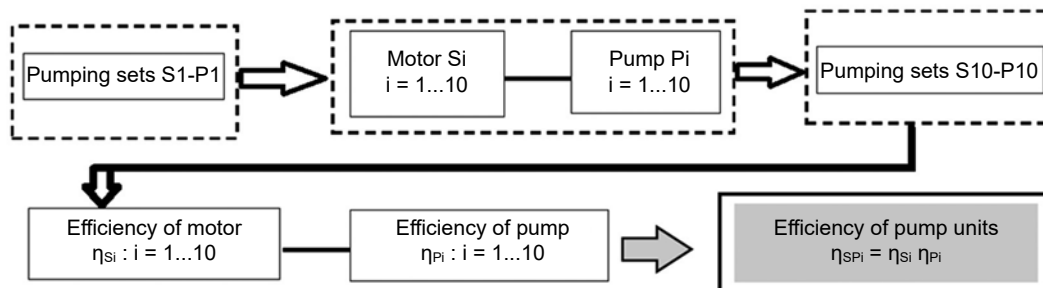 Pumping sets S1-P1
Motor Si
i = 1...10
Pump Pi
i = 1...10
Pumping sets S10-P10
Efficiency of motor
ηSi : i = 1...10
Efficiency of pump
ηPi : i = 1...10
Efficiency of pump units
ηSPi = ηSi ηPi